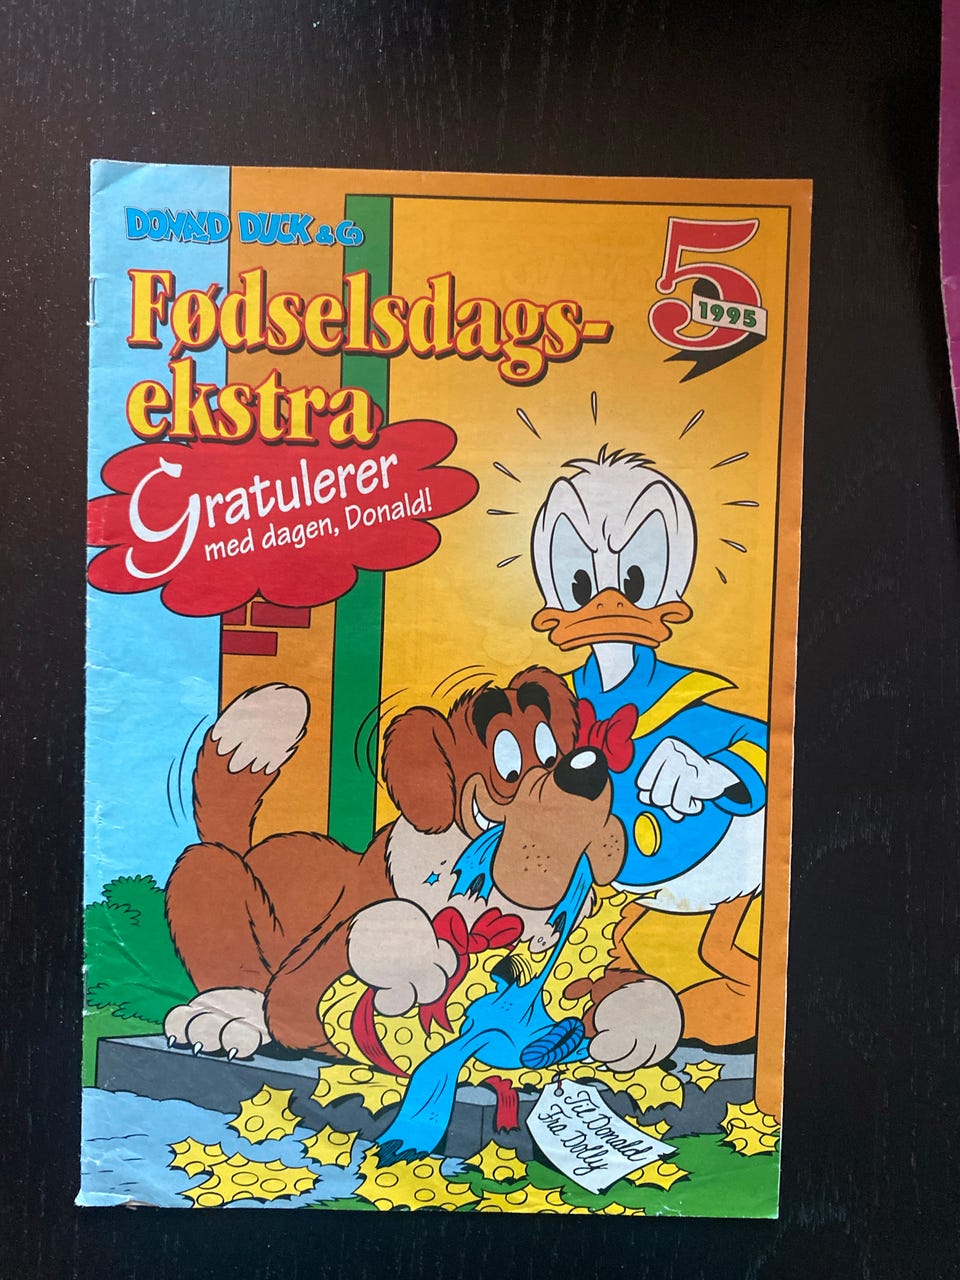 DONALD DUCK & Co
Fødselsdags-
ekstra
5
1995
Gratulerer
med dagen, Donald!
Til Donald
Fra Dolly